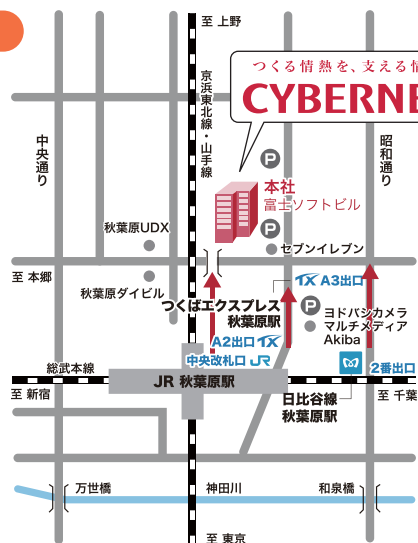 至 上野
つくる情熱を、支える情
CYBERNE
京浜東北線・山手線
中央通り
昭和通り
P
本社
富士ソフトビル
P
秋葉原UDX
セブンイレブン
至 本郷
秋葉原ダイビル
TX A3出口
つくばエクスプレス
秋葉原駅
P
ヨドバシカメラ
マルチメディア
Akiba
A2出口 TX
中央改札口 JR
総武本線
2番出口
JR 秋葉原駅
至 新宿
至 千葉
日比谷線
秋葉原駅
万世橋
神田川
和泉橋
至 東京